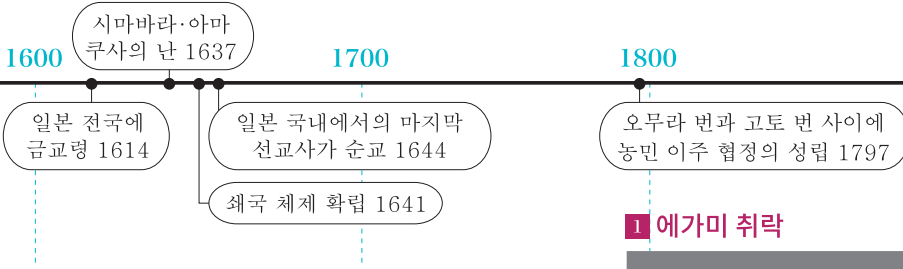 시마바라·아마
쿠사의 난 1637
1600
1700
1800
일본 전국에
금교령 1614
일본 국내에서의 마지막
선교사가 순교 1644
오무라 번과 고토 번 사이에
농민 이주 협정의 성립 1797
쇄국 체제 확립 1641
1 에가미 취락